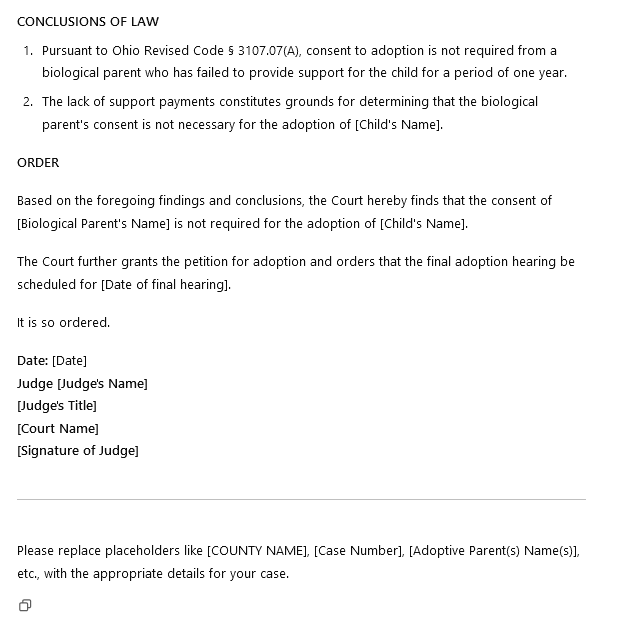 CONCLUSIONS OF LAW
1. Pursuant to Ohio Revised Code § 3107.07(A), consent to adoption is not required from a
biological parent who has failed to provide support for the child for a period of one year.
2. The lack of support payments constitutes grounds for determining that the biological
parent's consent is not necessary for the adoption of [Child's Name].
ORDER
Based on the foregoing findings and conclusions, the Court hereby finds that the consent of
[Biological Parent's Name] is not required for the adoption of [Child's Name].
The Court further grants the petition for adoption and orders that the final adoption hearing be
scheduled for [Date of final hearing].
It is so ordered.
Date: [Date]
Judge [Judge's Name]
[Judge's Title]
[Court Name]
[Signature of Judge]
Please replace placeholders like [COUNTY NAME], [Case Number], [Adoptive Parent(s) Name(s)],
etc., with the appropriate details for your case.